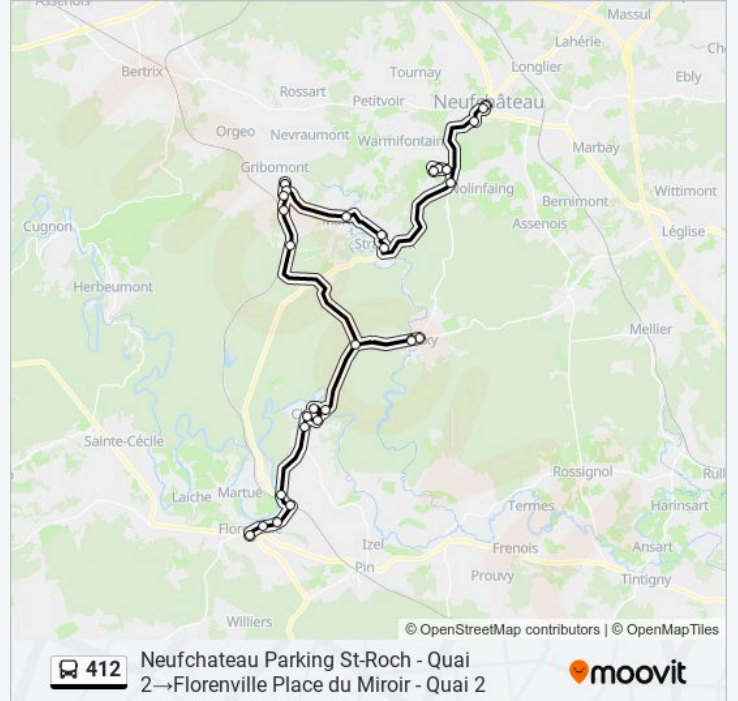 Massul
Lahérie
Bertrix
Tournay
Longlier
Ebly
Rossart
Petitvoir
Neufchâteau
Orgeo
Nevraumont
Warmifontaine
Marbay
Gribomont
Nolinfaing
Wittimont
Bernimont
Cugnon
Assenois
Léglise
Herbeumont
Mellier
Sainte-Cécile
Rossignol
Laiche
Martué
Termes
Harinsart
Izel
Frenois
Ansart
Pin
Prouvy
Tintigny
Williers
© OpenStreetMap contributors | © OpenMapTiles
412
Neufchateau Parking St-Roch - Quai
2→Florenville Place du Miroir - Quai 2
moovit